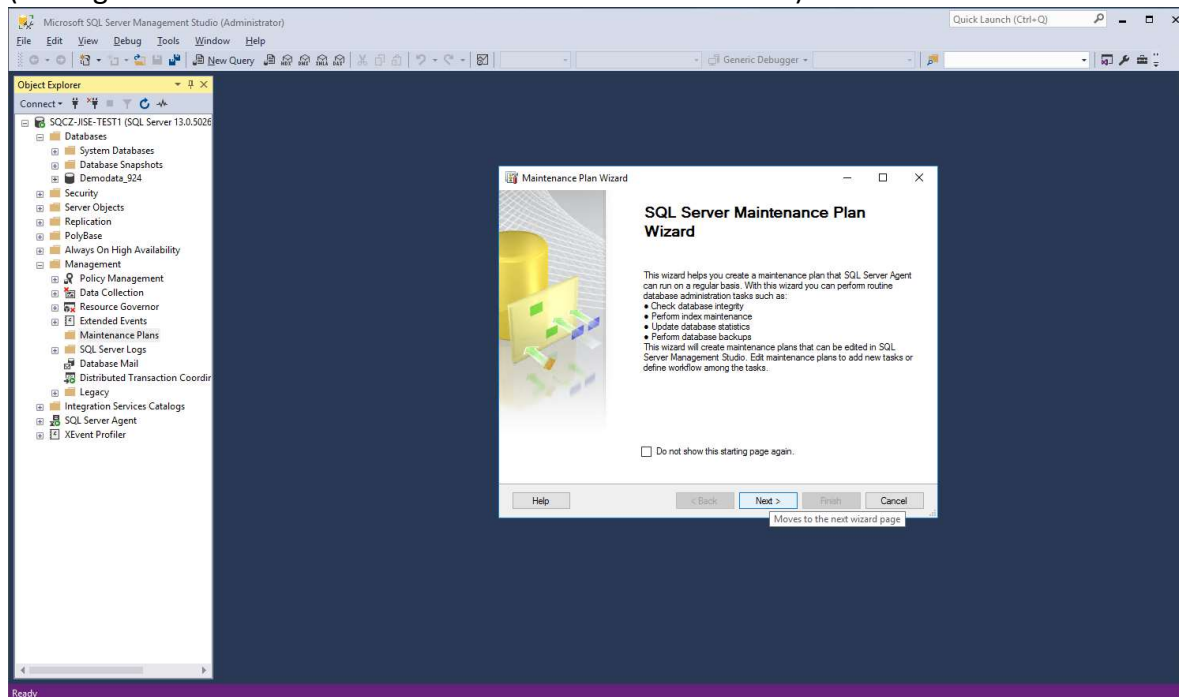 Microsoft SQL Server Management Studio (Administrator)
Quick Launch (Ctrl+Q)
File Edit View Debug Tools Window Help
New Query
Generic Debugger
Object Explorer
Connect
SQCZ-JISE-TEST1 (SQL Server 13.0.5026
Databases
System Databases
Database Snapshots
Demodata_924
Security
Server Objects
Replication
PolyBase
Always On High Availability
Management
Policy Management
Data Collection
Resource Governor
Extended Events
Maintenance Plans
SQL Server Logs
Database Mail
Distributed Transaction Coordir
Legacy
Integration Services Catalogs
SQL Server Agent
XEvent Profiler
Maintenance Plan Wizard
SQL Server Maintenance Plan
Wizard
This wizard helps you create a maintenance plan that SQL Server Agent
can run on a regular basis. With this wizard you can perform routine
database administration tasks such as:
• Check database integrity
• Perform index maintenance
• Update database statistics
• Perform database backups
This wizard will create maintenance plans that can be edited in SQL
Server Management Studio. Edit maintenance plans to add new tasks or
define workflow among the tasks.
Do not show this starting page again.
Help < Back Next > Finish Cancel
Moves to the next wizard page
Ready